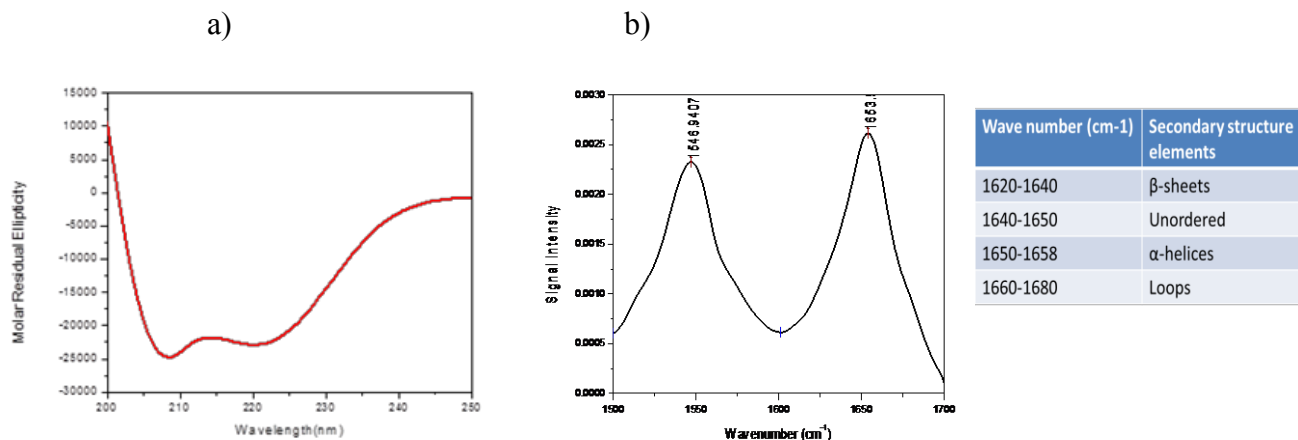 a)
b)
15000
10000
5000
0
-5000
-10000
-15000
-20000
-25000
-30000
200 210 220 230 240 250
Molar Residual Ellipticity
Wavelength(nm)
0.0030
0.0025
0.0020
0.0015
0.0010
0.0005
0.0000
1500 1550 1600 1650 1700
Signal Intensity
Wavenumber (cm-1)
1546.9407
1653.
Wave number (cm-1) Secondary structure
elements
1620-1640 β-sheets
1640-1650 Unordered
1650-1658 α-helices
1660-1680 Loops